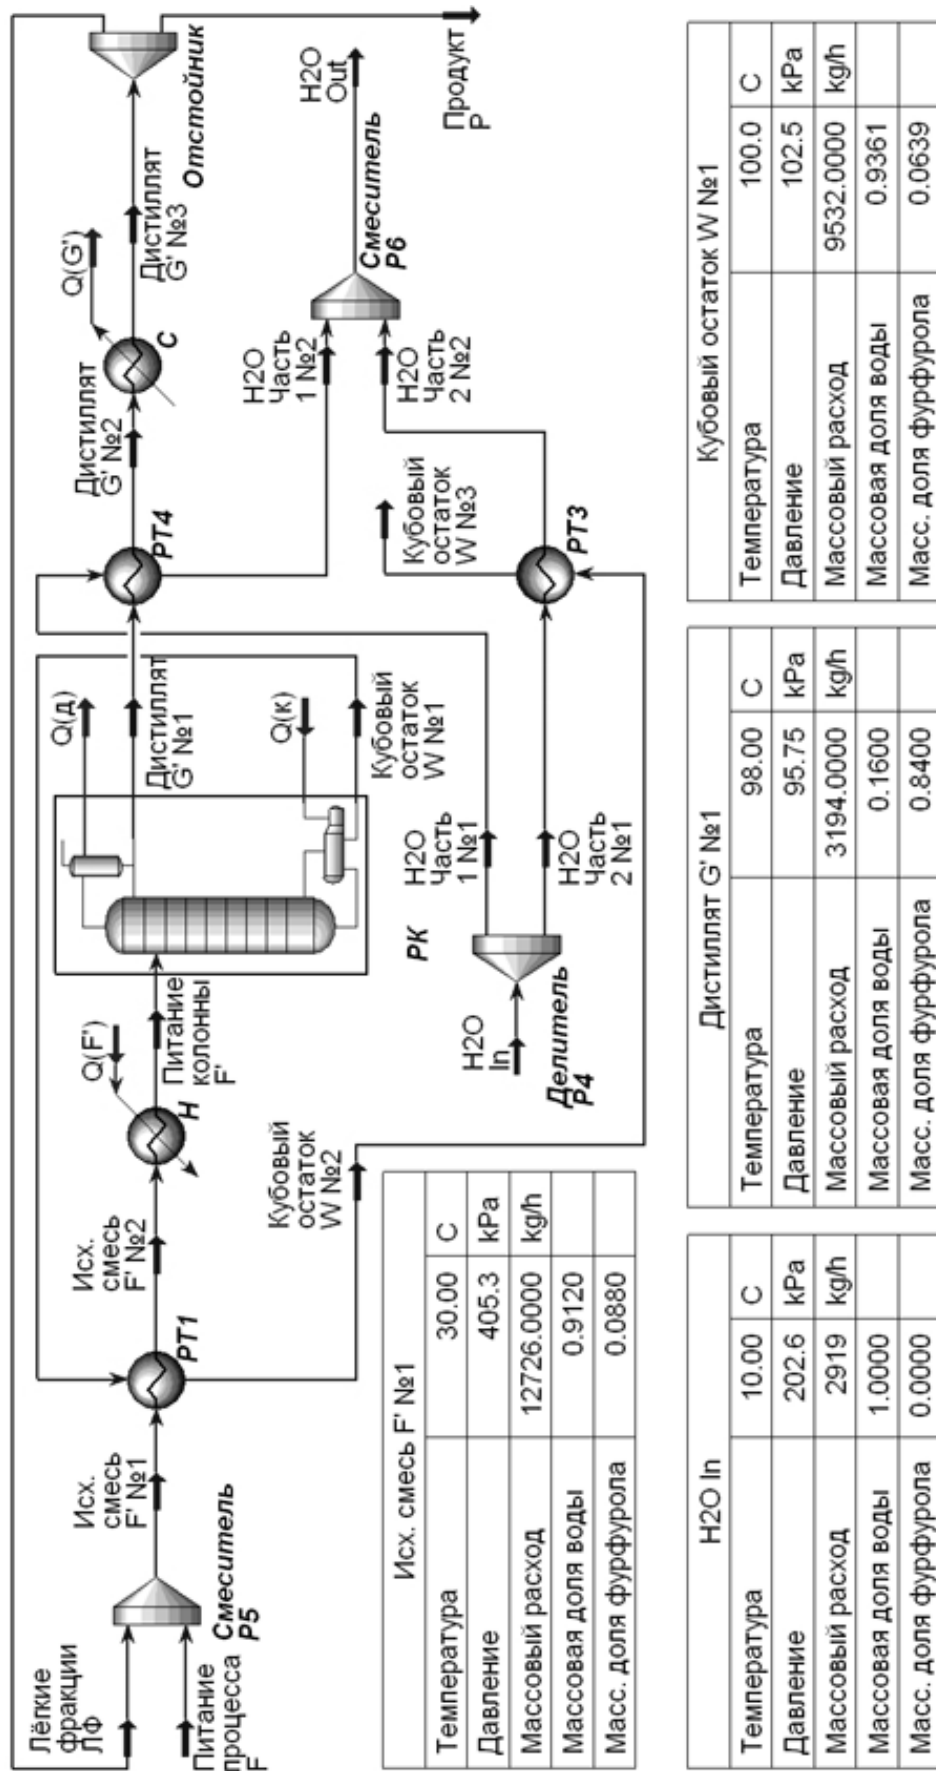 Лёгкие
фракции
ЛФ
Питание
процесса
F
Смеситель
P5
Исх.
смесь
F' №1
РТ1
Исх.
смесь
F' №2
Q(F')
Н
Питание
колонны
F'
Кубовый
остаток
W №2
Q(д)
Дистиллят
G' №1
Q(к)
Кубовый
остаток
W №1
РТ4
Дистиллят
G' №2
Q(G')
С
Дистиллят
G' №3
Отстойник
Продукт
P
H2O
In
Делитель
P4
РК
H2O
Часть
1 №1
H2O
Часть
2 №1
РТ3
Кубовый
остаток
W №3
H2O
Часть
1 №2
H2O
Часть
2 №2
Смеситель
P6
H2O
Out
Исх. смесь F' №1
Температура 30.00 C
Давление 405.3 kPa
Массовый расход 12726.0000 kg/h
Массовая доля воды 0.9120
Масс. доля фурфурола 0.0880
H2O In
Температура 10.00 C
Давление 202.6 kPa
Массовый расход 2919 kg/h
Массовая доля воды 1.0000
Масс. доля фурфурола 0.0000
Дистиллят G' №1
Температура 98.00 C
Давление 95.75 kPa
Массовый расход 3194.0000 kg/h
Массовая доля воды 0.1600
Масс. доля фурфурола 0.8400
Кубовый остаток W №1
Температура 100.0 C
Давление 102.5 kPa
Массовый расход 9532.0000 kg/h
Массовая доля воды 0.9361
Масс. доля фурфурола 0.0639